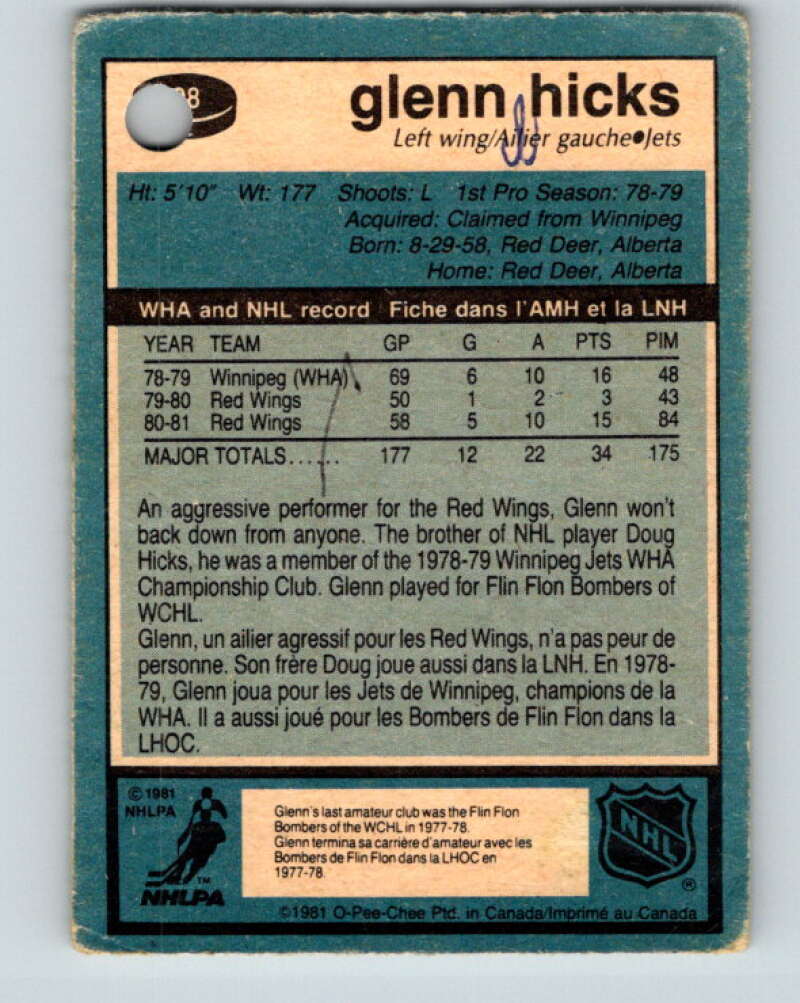 glenn hicks
Left wing/Ailier gauche•Jets
Ht: 5'10" Wt: 177 Shoots: L 1st Pro Season: 78-79
Acquired: Claimed from Winnipeg
Born: 8-29-58, Red Deer, Alberta
Home: Red Deer, Alberta
WHA and NHL record Fiche dans l'AMH et la LNH
YEAR TEAM GP G A PTS PIM
78-79 Winnipeg (WHA) 69 6 10 16 48
79-80 Red Wings 50 1 2 3 43
80-81 Red Wings 58 5 10 15 84
MAJOR TOTALS...... 177 12 22 34 175
An aggressive performer for the Red Wings, Glenn won't
back down from anyone. The brother of NHL player Doug
Hicks, he was a member of the 1978-79 Winnipeg Jets WHA
Championship Club. Glenn played for Flin Flon Bombers of
WCHL.
Glenn, un ailier agressif pour les Red Wings, n'a pas peur de
personne. Son frère Doug joue aussi dans la LNH. En 1978-
79, Glenn joua pour les Jets de Winnipeg, champions de la
WHA. Il a aussi joué pour les Bombers de Flin Flon dans la
LHOC.
© 1981
NHLPA
™
NHLPA
Glenn's last amateur club was the Flin Flon
Bombers of the WCHL in 1977-78.
Glenn termina sa carrière d'amateur avec les
Bombers de Flin Flon dans la LHOC en
1977-78.
NHL
®
©1981 O-Pee-Chee Ptd. in Canada/Imprimé au Canada